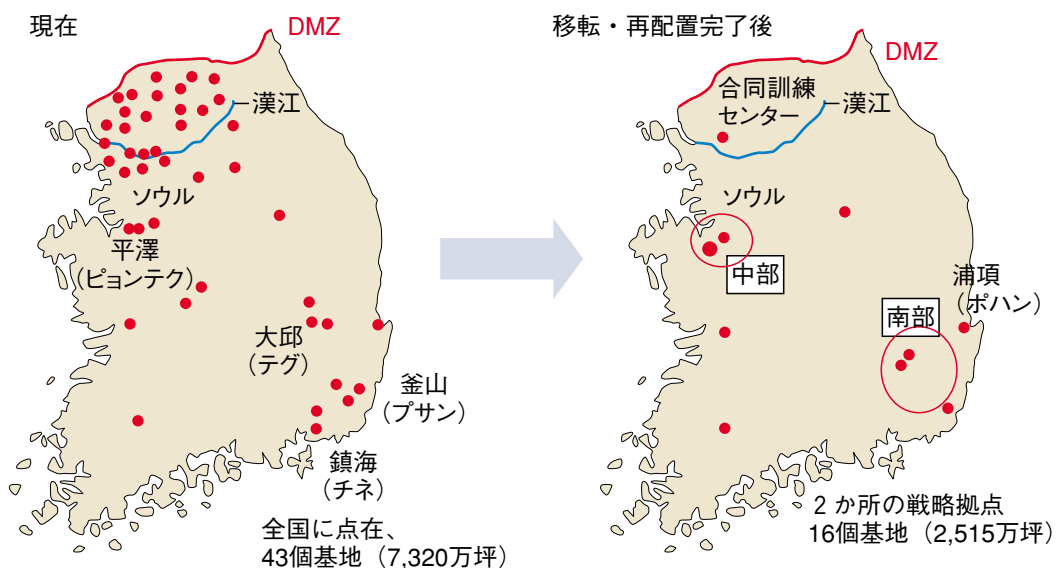 現在
DMZ
漢江
ソウル
平澤
(ピョンテク)
大邱
(テグ)
釜山
(プサン)
鎮海
(チネ)
全国に点在、
43個基地(7,320万坪)
移転・再配置完了後
DMZ
合同訓練
センター
漢江
ソウル
中部
浦項
(ポハン)
南部
2か所の戦略拠点
16個基地(2,515万坪)